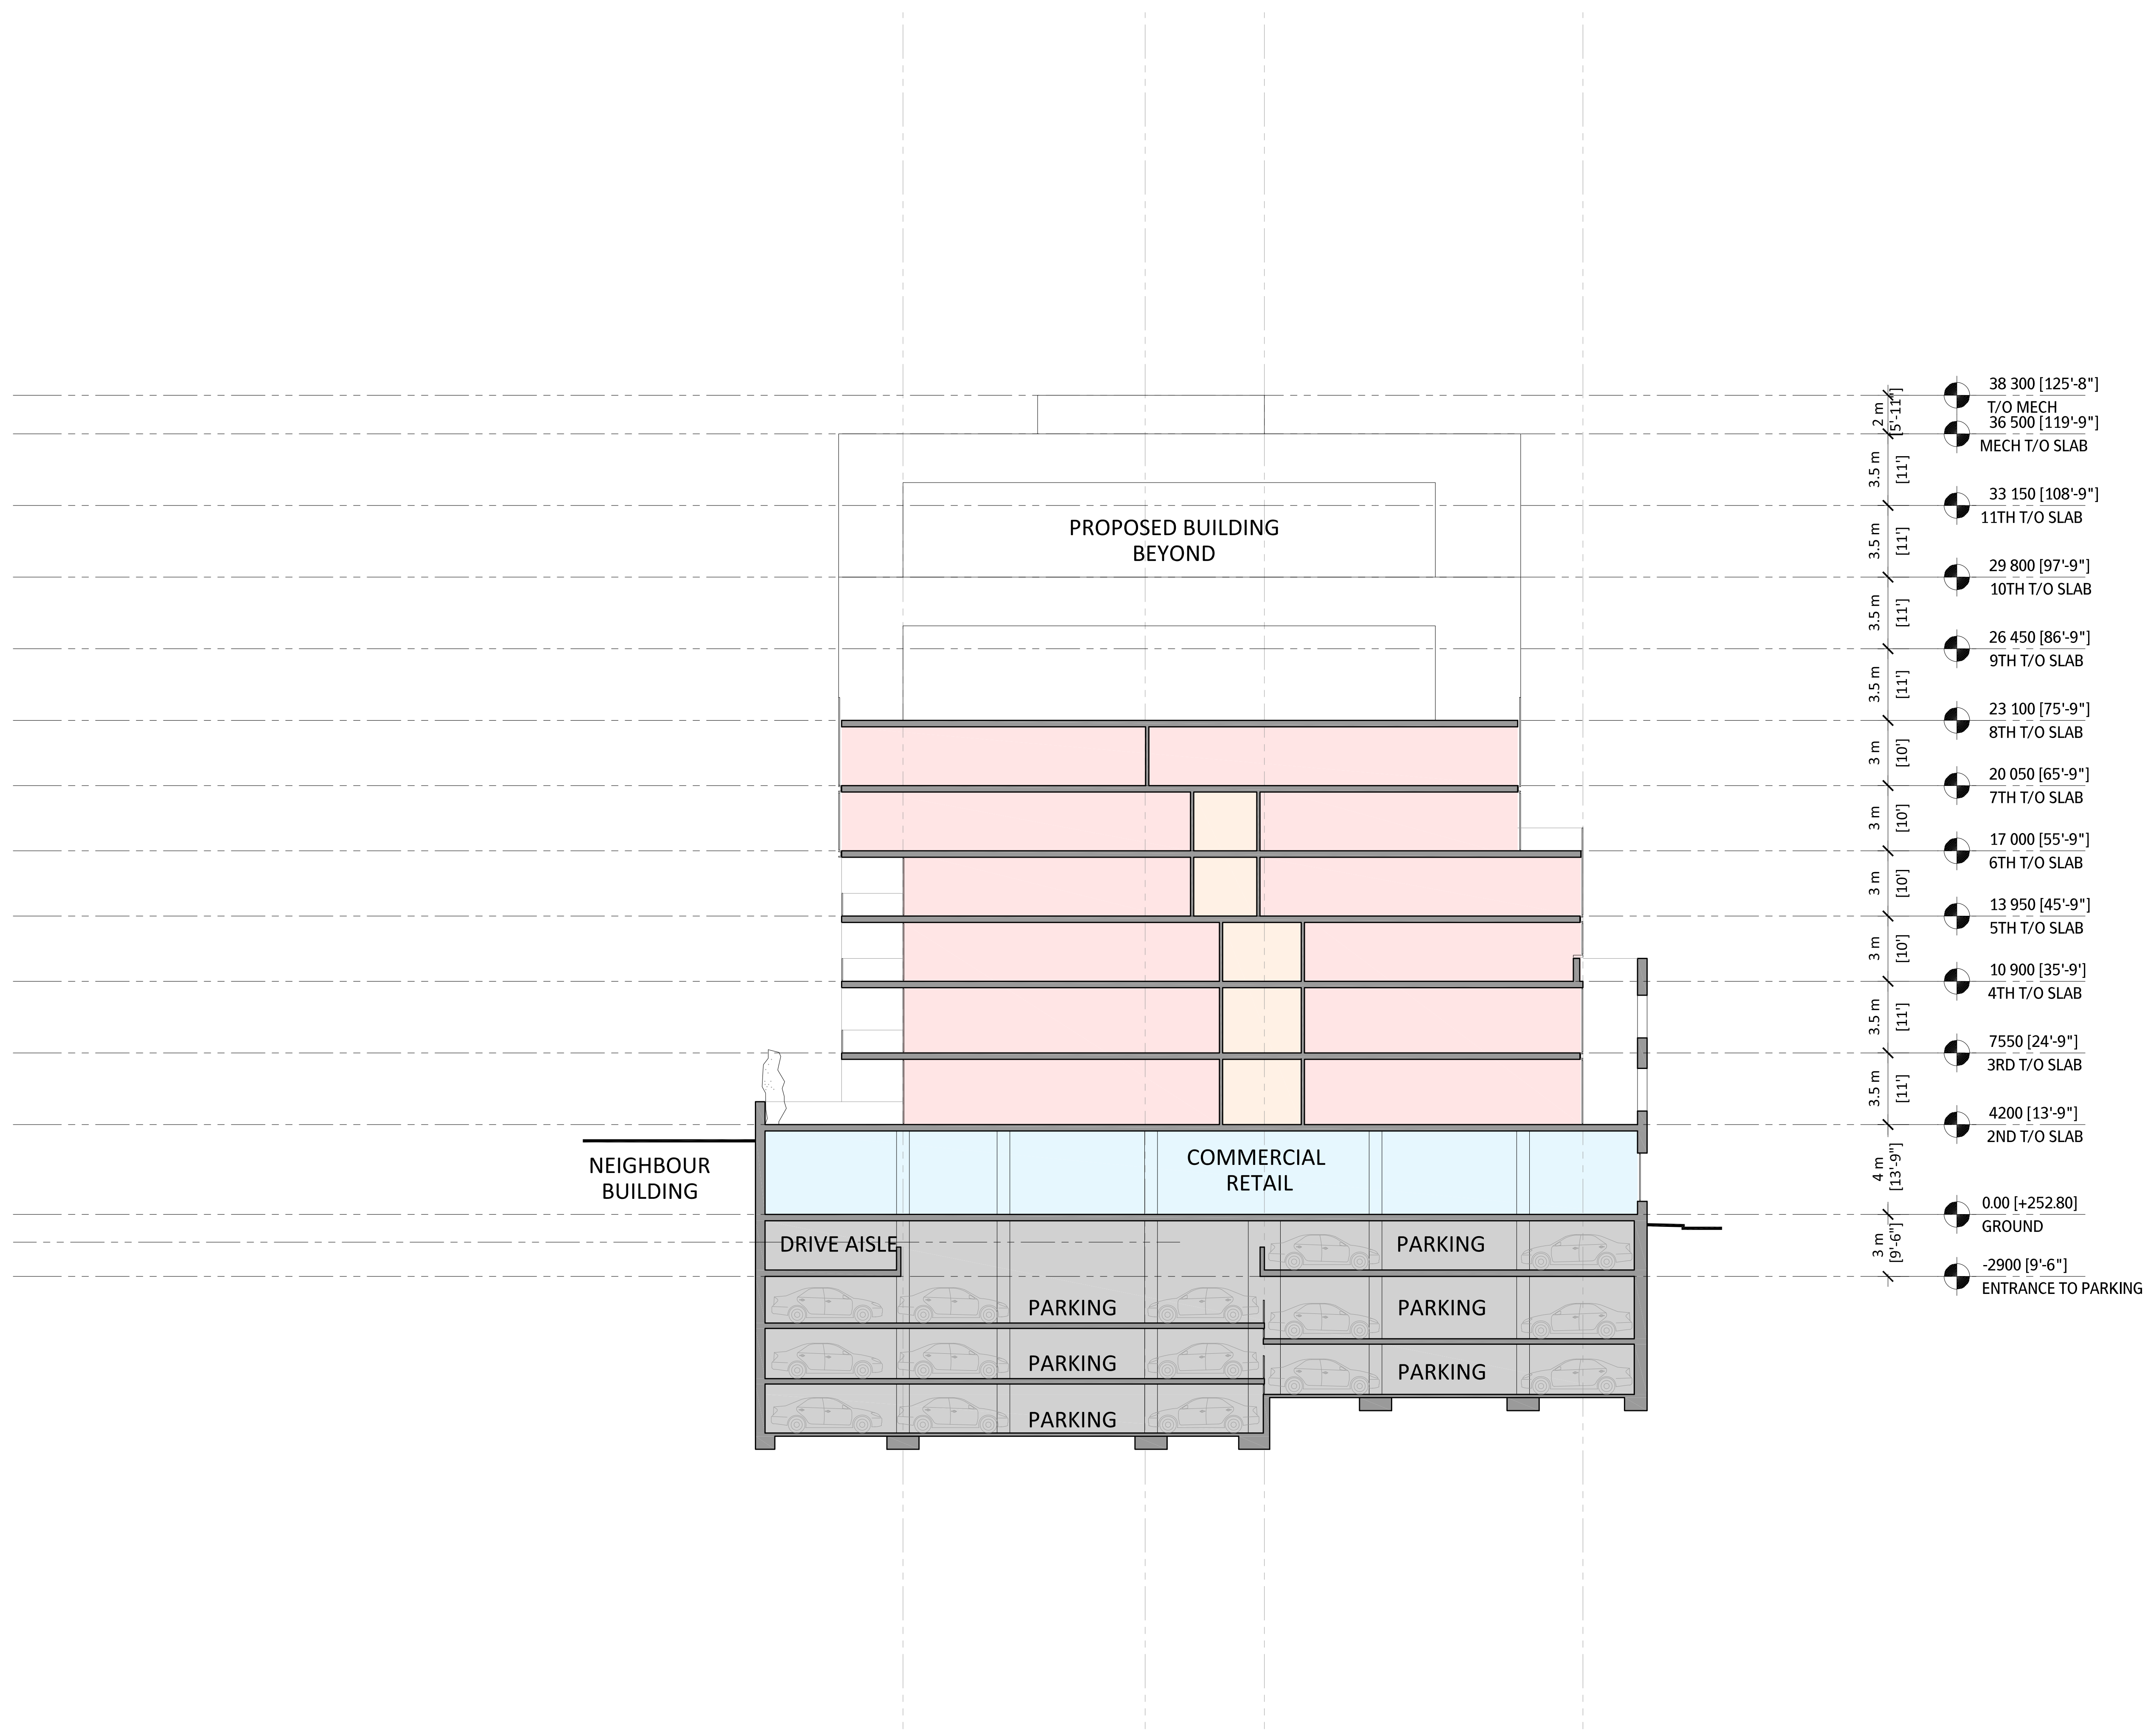 38 300 [125'-8"]
T/O MECH
2 m
[5'-11"]
36 500 [119'-9"]
MECH T/O SLAB
3.5 m
[11']
33 150 [108'-9"]
11TH T/O SLAB
PROPOSED BUILDING
BEYOND
3.5 m
[11']
29 800 [97'-9"]
10TH T/O SLAB
3.5 m
[11']
26 450 [86'-9"]
9TH T/O SLAB
3.5 m
[11']
23 100 [75'-9"]
8TH T/O SLAB
3 m
[10']
20 050 [65'-9"]
7TH T/O SLAB
3 m
[10']
17 000 [55'-9"]
6TH T/O SLAB
3 m
[10']
13 950 [45'-9"]
5TH T/O SLAB
3 m
[10']
10 900 [35'-9']
4TH T/O SLAB
3.5 m
[11']
7550 [24'-9"]
3RD T/O SLAB
3.5 m
[11']
4200 [13'-9"]
2ND T/O SLAB
NEIGHBOUR
BUILDING
COMMERCIAL
RETAIL
4 m
[13'-9"]
0.00 [+252.80]
GROUND
DRIVE AISLE
PARKING
3 m
[9'-6"]
-2900 [9'-6"]
ENTRANCE TO PARKING
PARKING
PARKING
PARKING
PARKING
PARKING